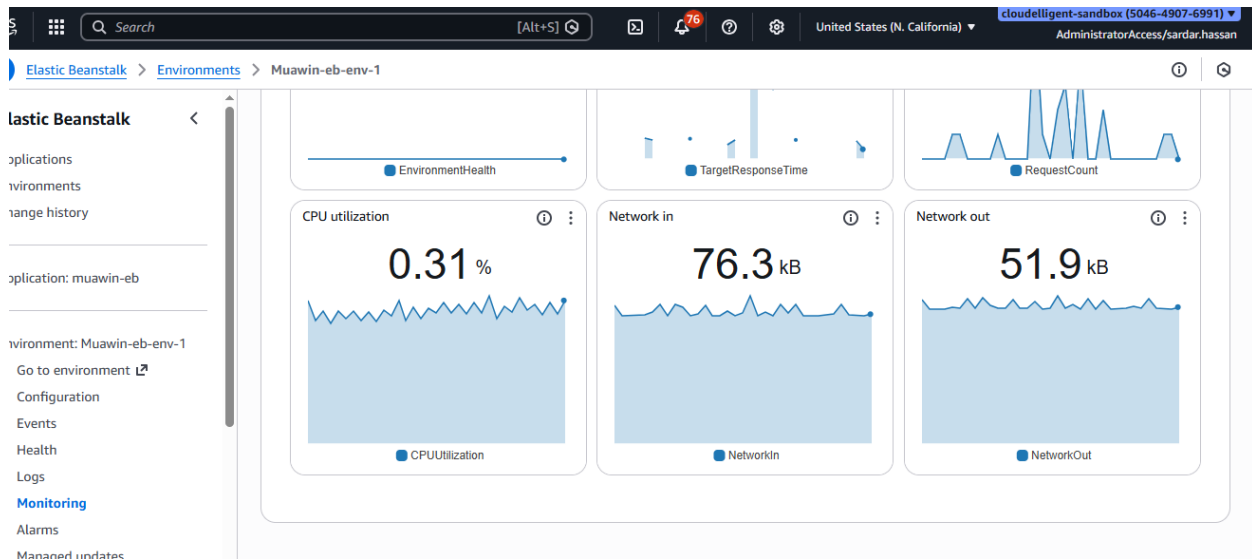 Search [Alt+S] 76 United States (N. California) cloudelligent-sandbox (5046-4907-6991)
AdministratorAccess/sardar.hassan
Elastic Beanstalk > Environments > Muawin-eb-env-1
lastic Beanstalk
pplications
nvironments
hange history
pplication: muawin-eb
nvironment: Muawin-eb-env-1
Go to environment
Configuration
Events
Health
Logs
Monitoring
Alarms
Managed updates
EnvironmentHealth
TargetResponseTime
RequestCount
CPU utilization
0.31 %
CPUUtilization
Network in
76.3 kB
NetworkIn
Network out
51.9 kB
NetworkOut